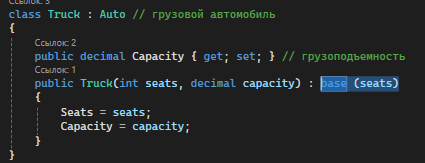 Ссылок: 3
class Truck : Auto // грузовой автомобиль
{
Ссылок: 2
public decimal Capacity { get; set; } // грузоподъемность
Ссылок: 1
public Truck(int seats, decimal capacity) : base (seats)
{
Seats = seats;
Capacity = capacity;
}
}